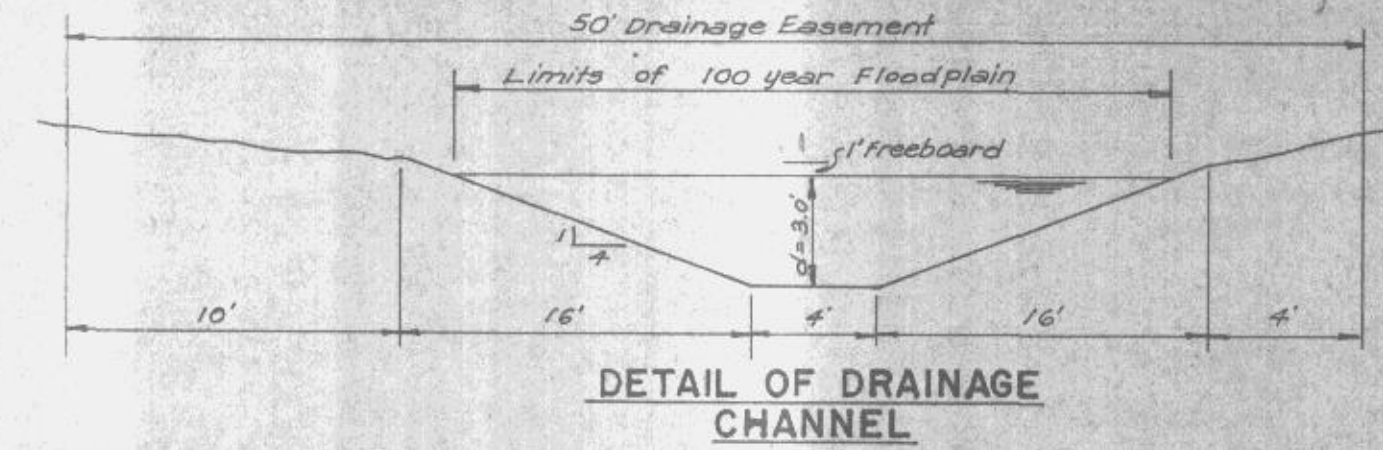 50' Drainage Easement
Limits of 100 year Floodplain
1' freeboard
d=3.0'
1
4
10' 16' 4' 16' 4'
DETAIL OF DRAINAGE
CHANNEL